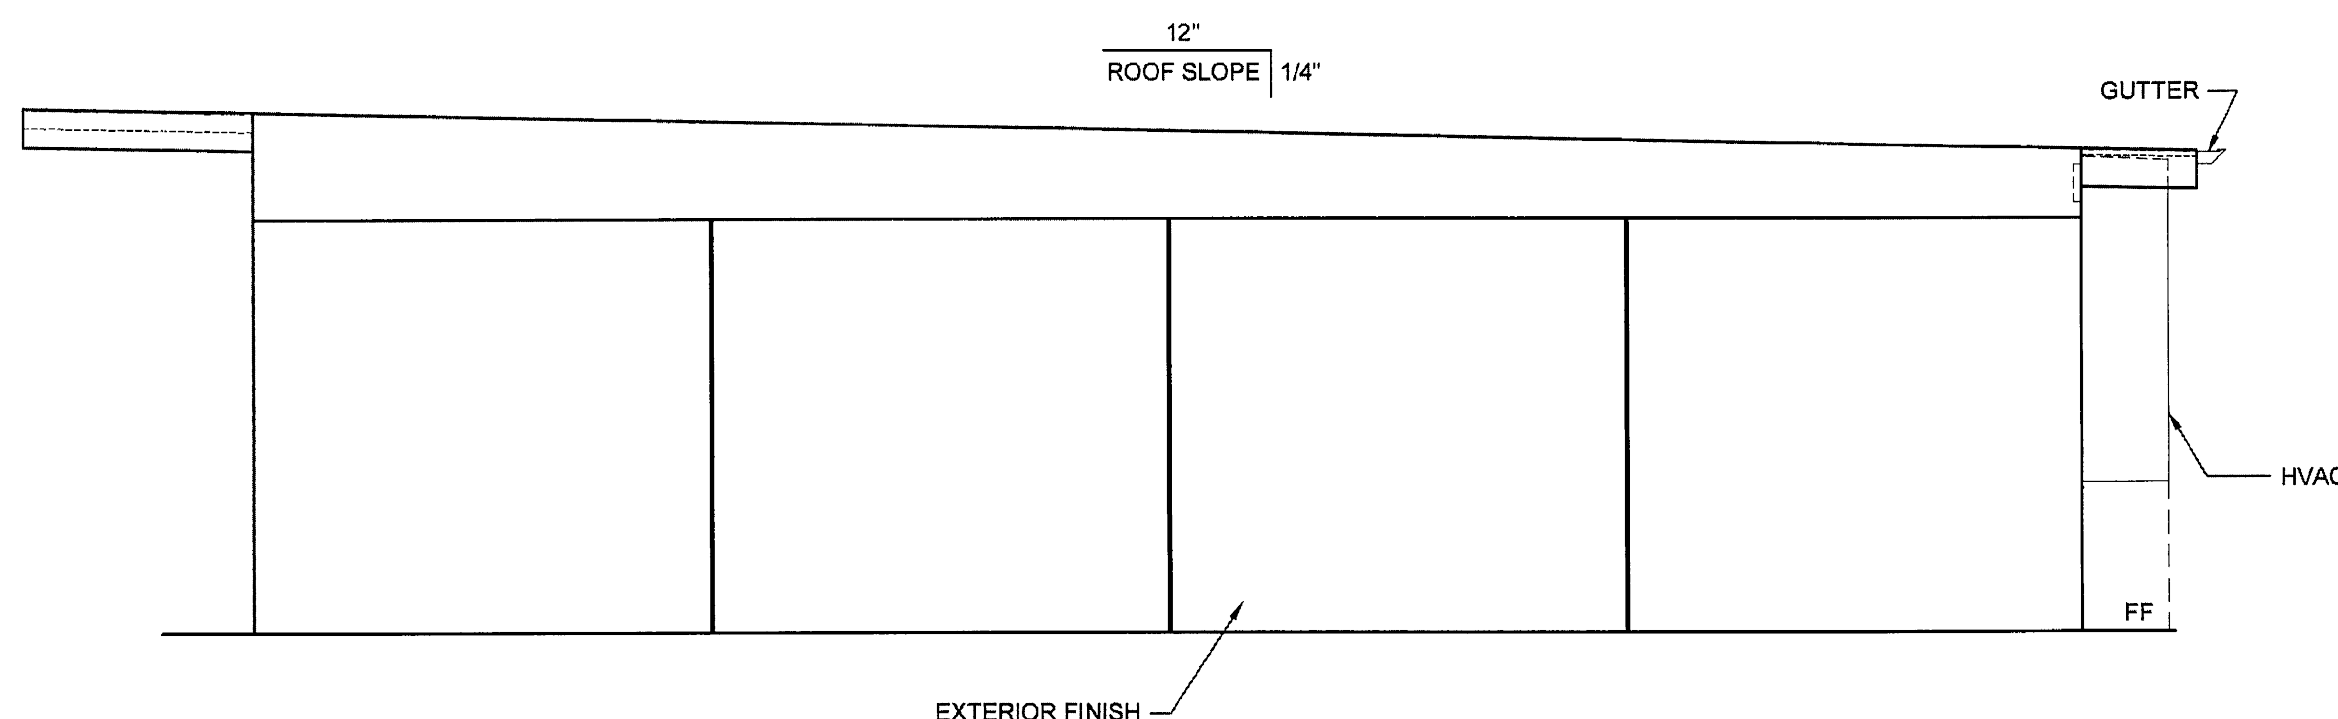 12"
ROOF SLOPE 1/4"
GUTTER
HVAC
FF
EXTERIOR FINISH